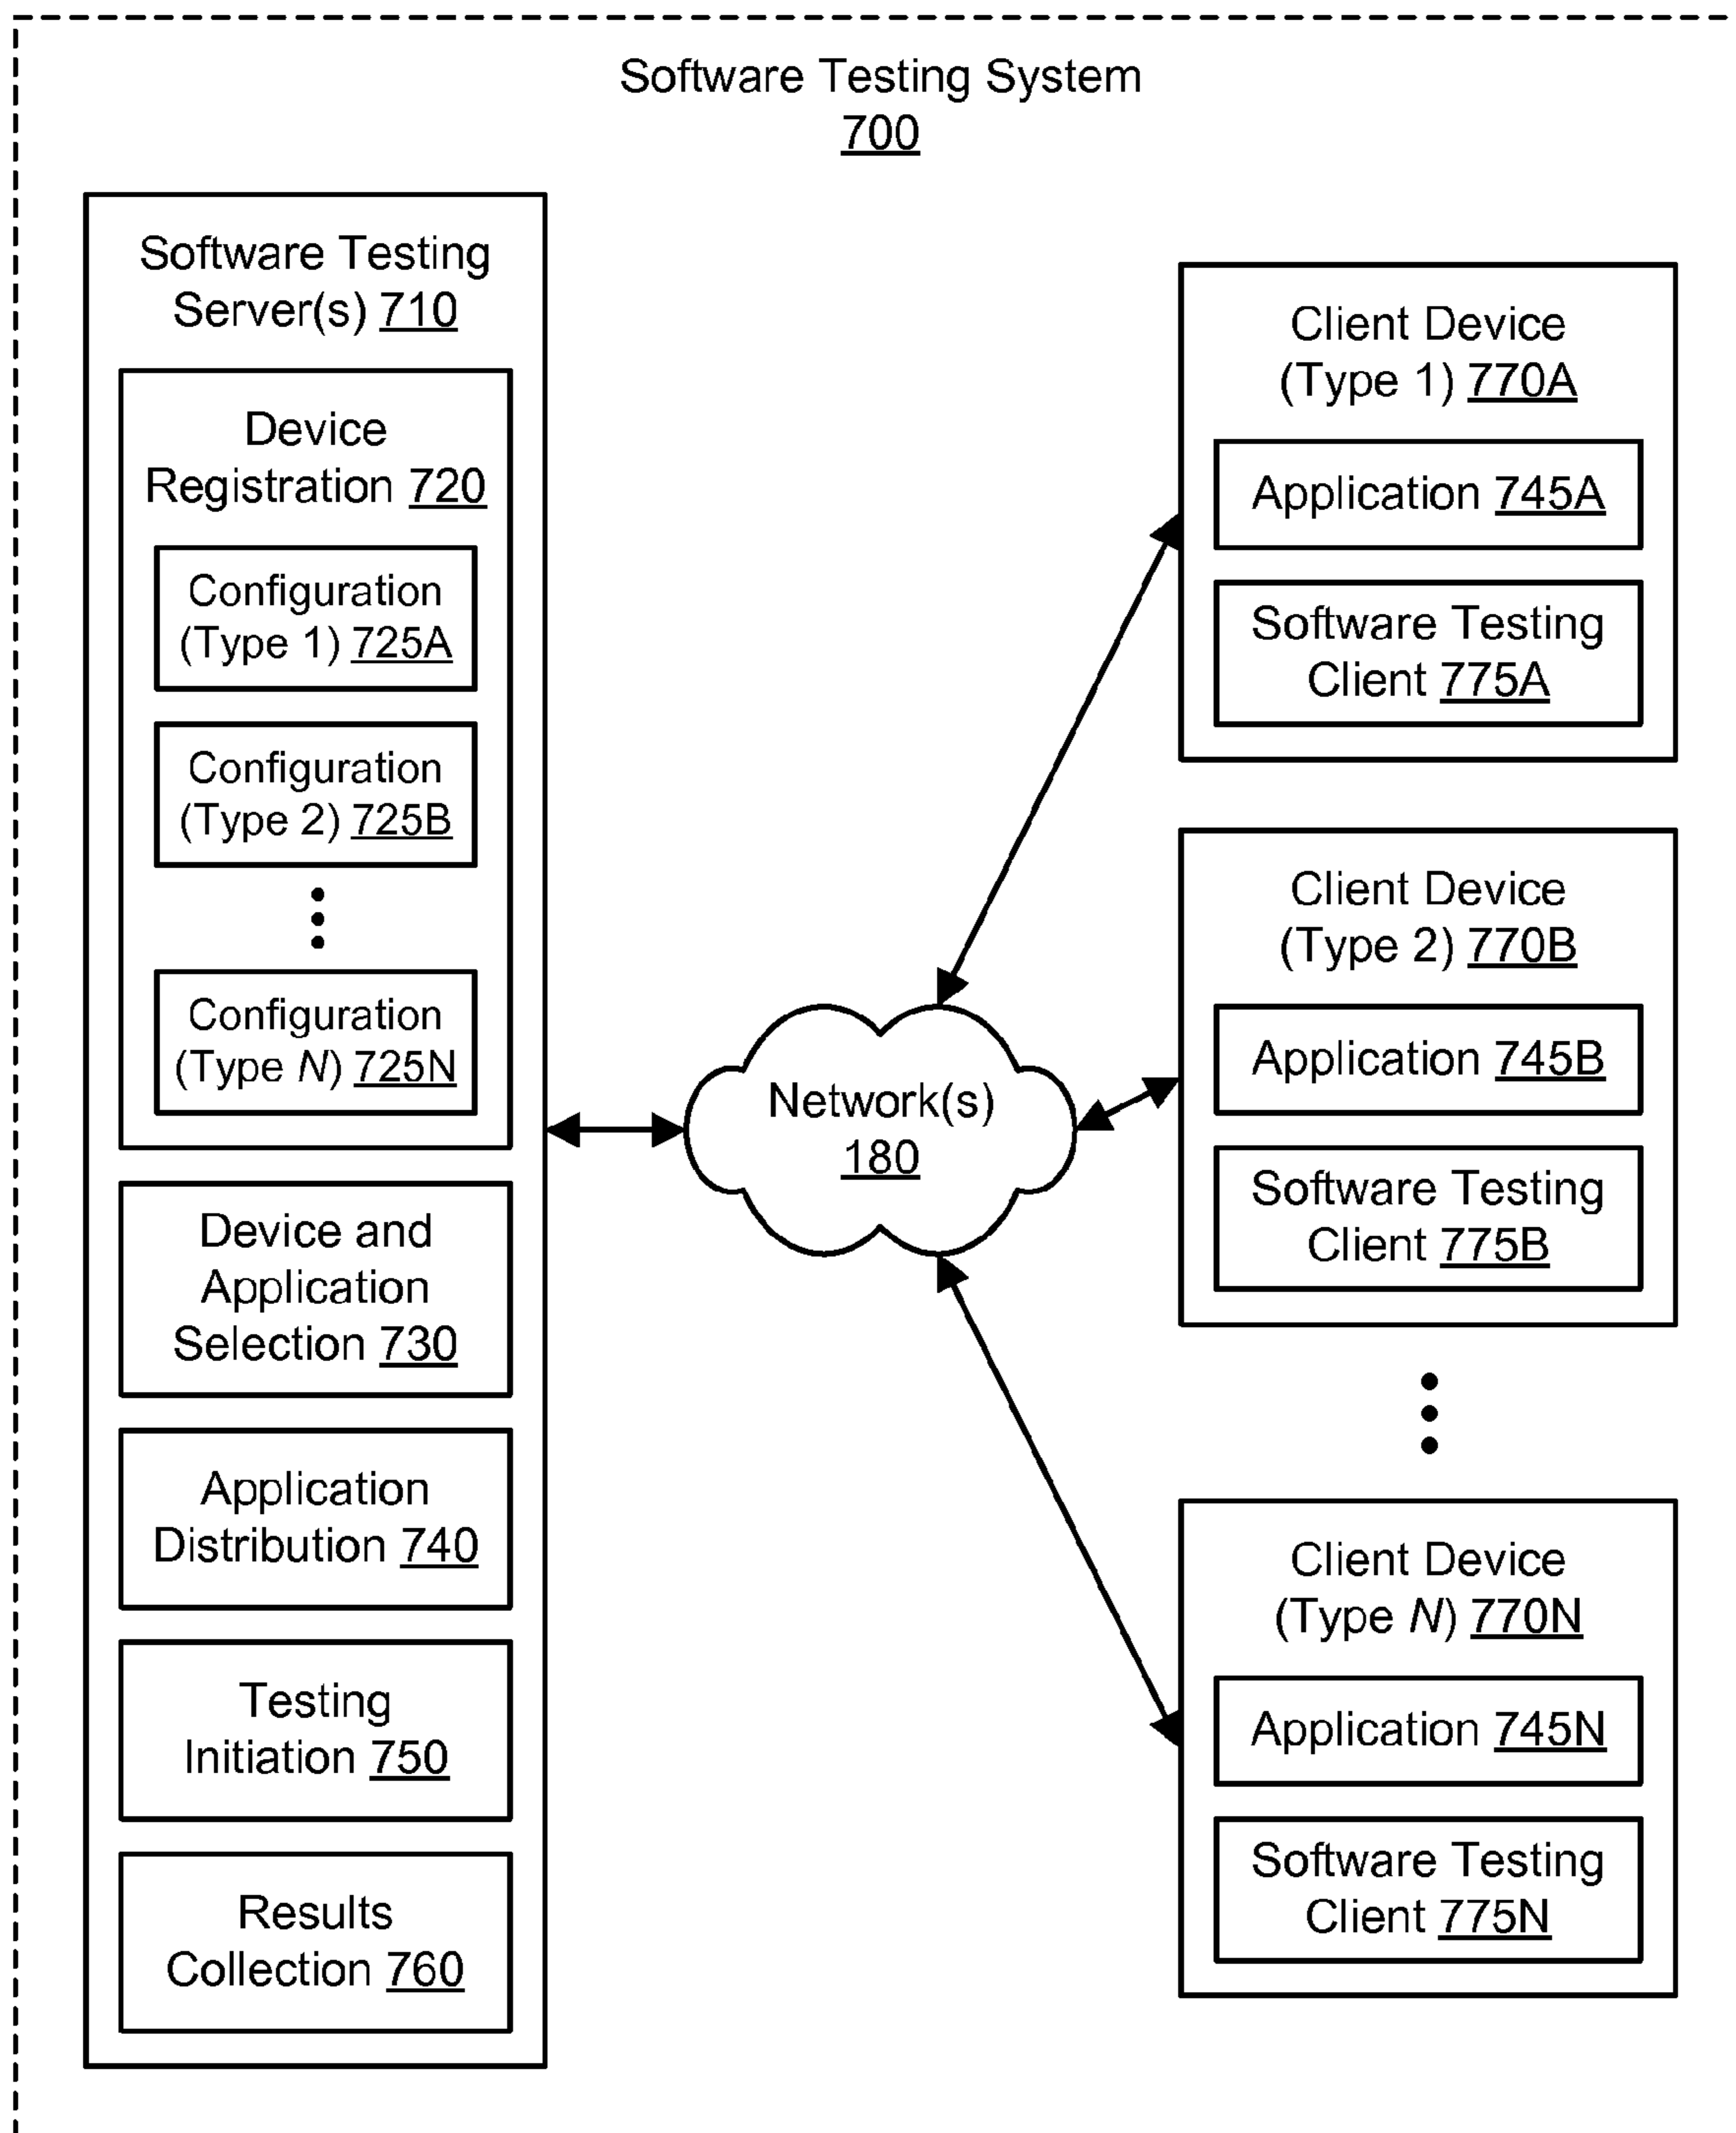 Software Testing System
700
Software Testing
Server(s) 710
Device
Registration 720
Configuration
(Type 1) 725A
Configuration
(Type 2) 725B
Configuration
(Type N) 725N
Device and
Application
Selection 730
Application
Distribution 740
Testing
Initiation 750
Results
Collection 760
Network(s)
180
Client Device
(Type 1) 770A
Application 745A
Software Testing
Client 775A
Client Device
(Type 2) 770B
Application 745B
Software Testing
Client 775B
Client Device
(Type N) 770N
Application 745N
Software Testing
Client 775N